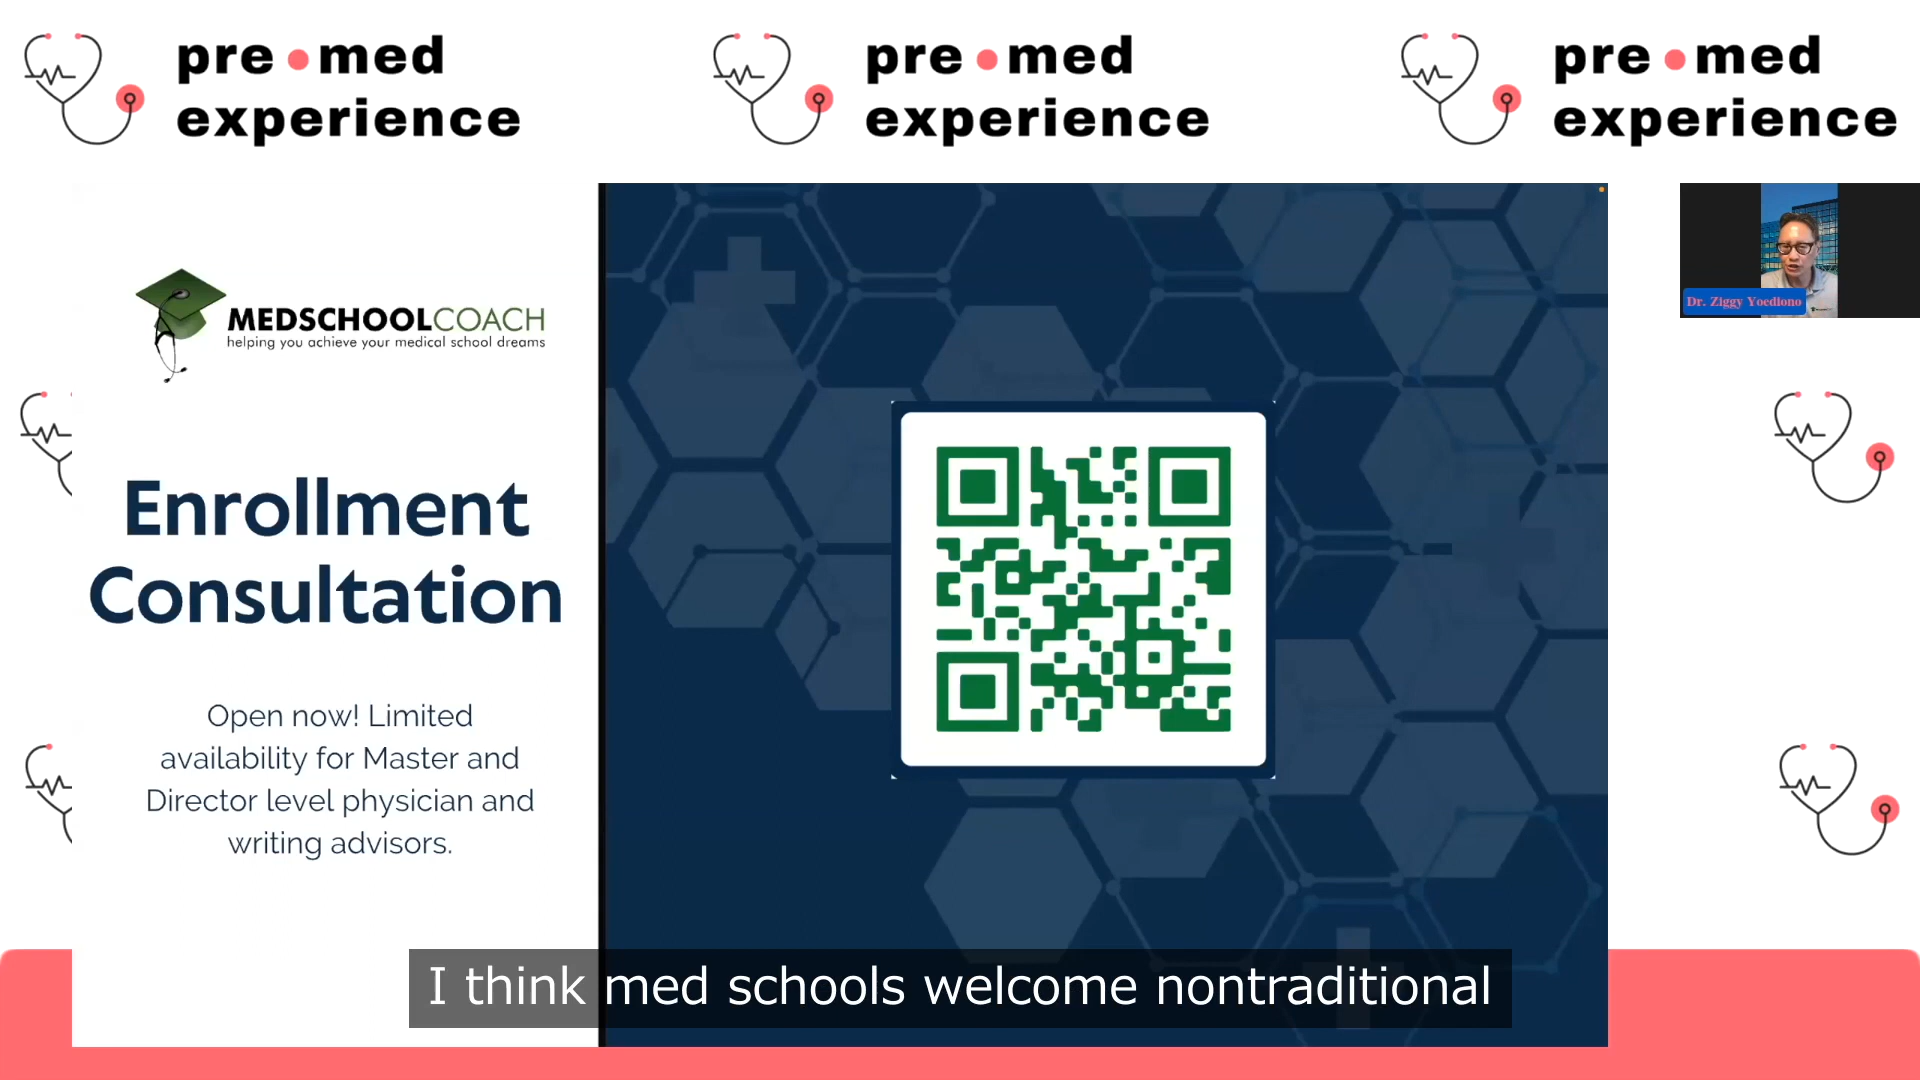 pre med
experience
pre med
experience
pre med
experience
MEDSCHOOLCOACH
helping you achieve your medical school dreams
Dr. Ziggy Yoediono
Enrollment
Consultation
Open now! Limited
availability for Master and
Director level physician and
writing advisors.
I think med schools welcome nontraditional